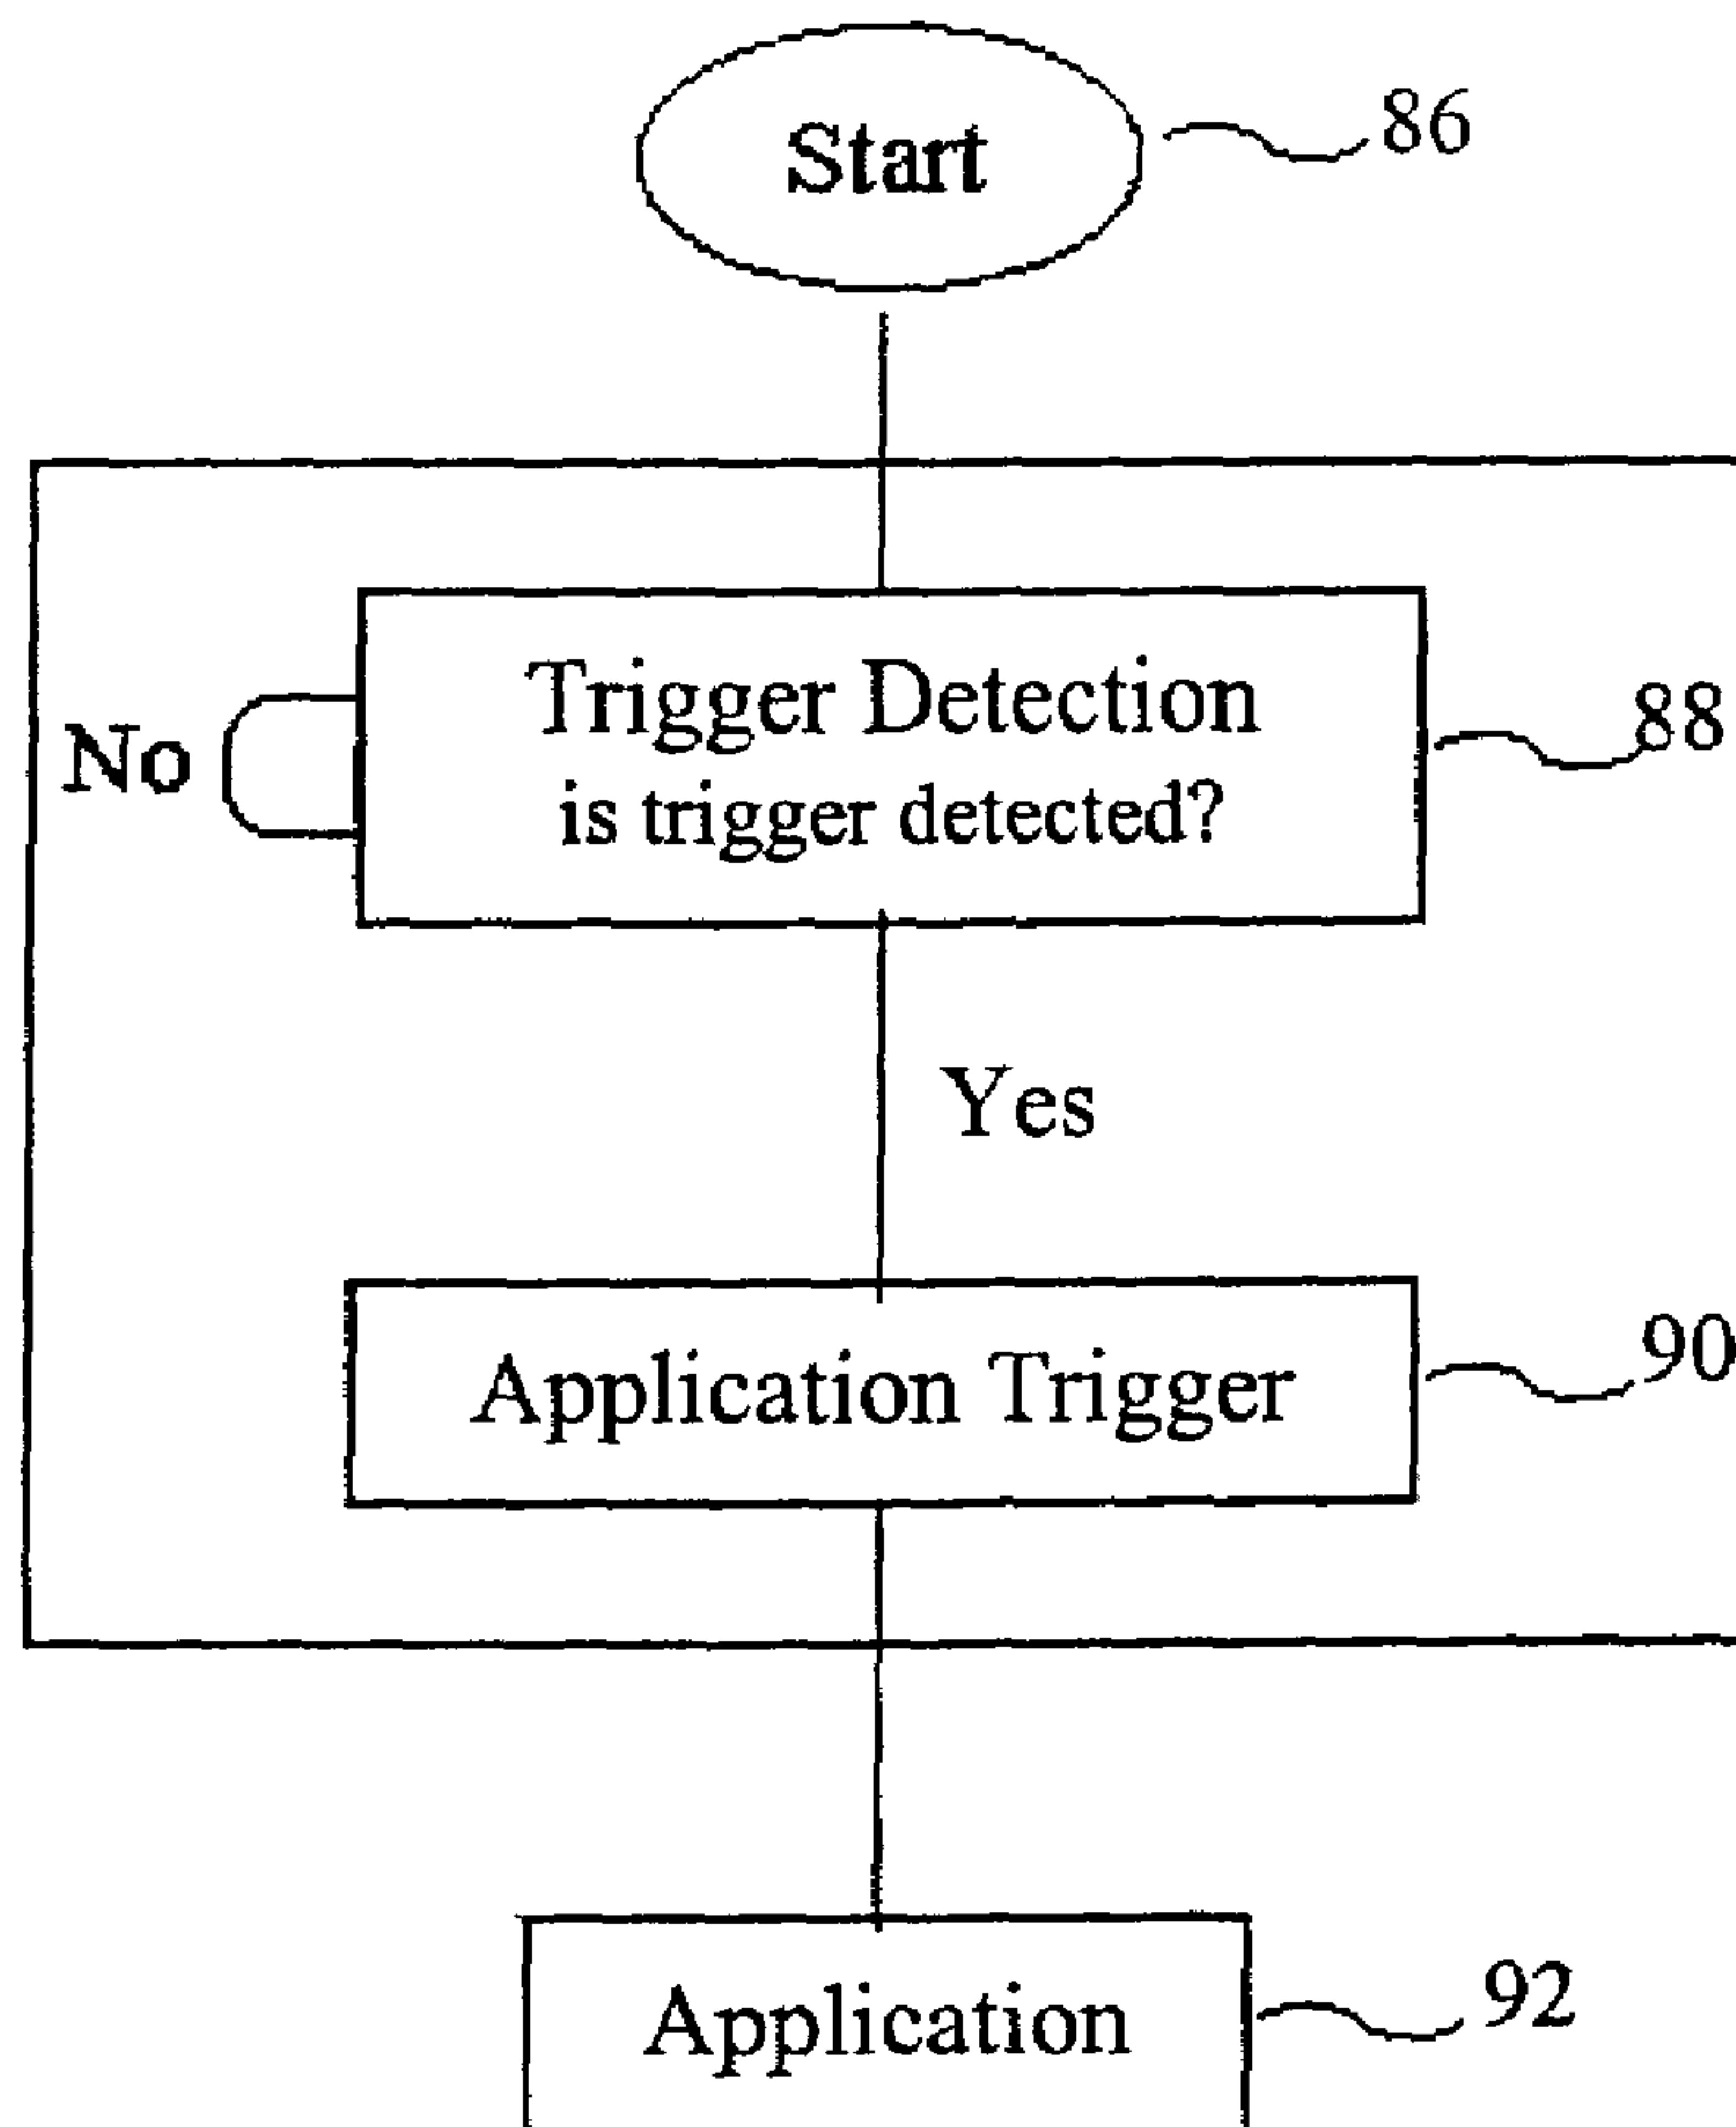 Start
86
Trigger Detection
88
No
is trigger detected?
Yes
Application Trigger
90
Application
92